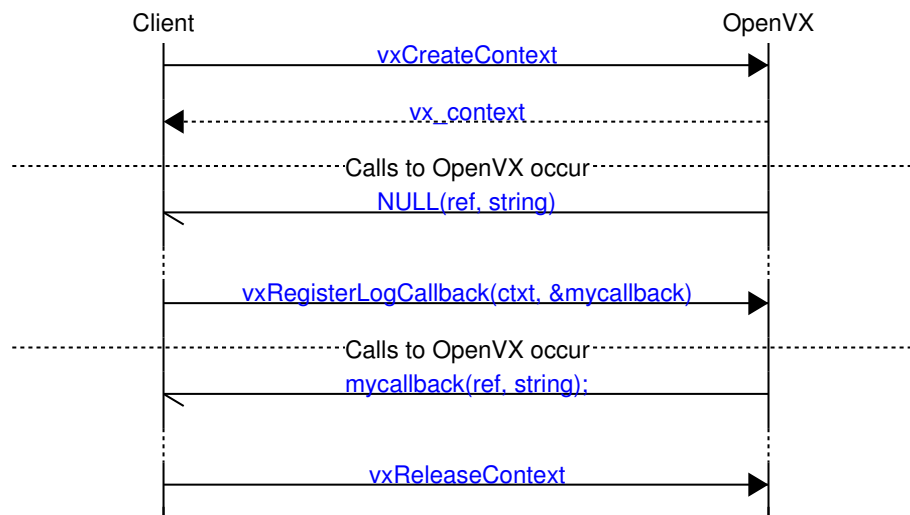 Client OpenVX
vxCreateContext
vx_context
Calls to OpenVX occur
NULL(ref, string)
vxRegisterLogCallback(ctxt, &mycallback)
Calls to OpenVX occur
mycallback(ref, string);
vxReleaseContext